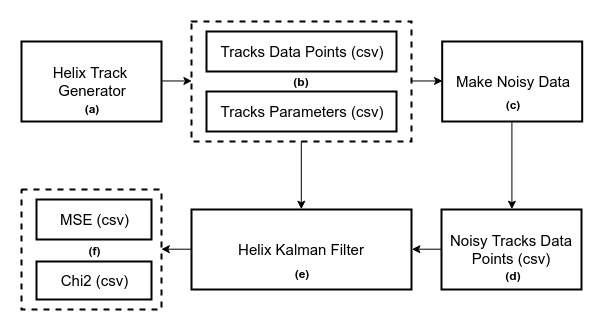 Helix Track
Generator
(a)
Tracks Data Points (csv)
(b)
Tracks Parameters (csv)
Make Noisy Data
(c)
MSE (csv)
(f)
Chi2 (csv)
Helix Kalman Filter
(e)
Noisy Tracks Data
Points (csv)
(d)